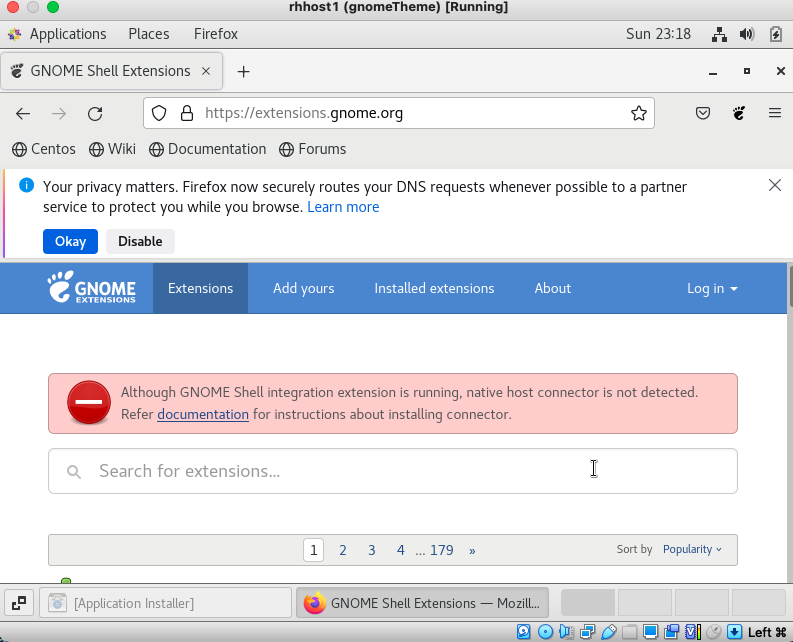 rhhost1 (gnomeTheme) [Running]
Applications Places Firefox Sun 23:18
GNOME Shell Extensions
https://extensions.gnome.org
Centos Wiki Documentation Forums
Your privacy matters. Firefox now securely routes your DNS requests whenever possible to a partner
service to protect you while you browse. Learn more
Okay Disable
GNOME EXTENSIONS Extensions Add yours Installed extensions About Log in
Although GNOME Shell integration extension is running, native host connector is not detected.
Refer documentation for instructions about installing connector.
Search for extensions...
1 2 3 4 ... 179 » Sort by Popularity
[Application Installer] GNOME Shell Extensions — Mozill...
Left ⌘